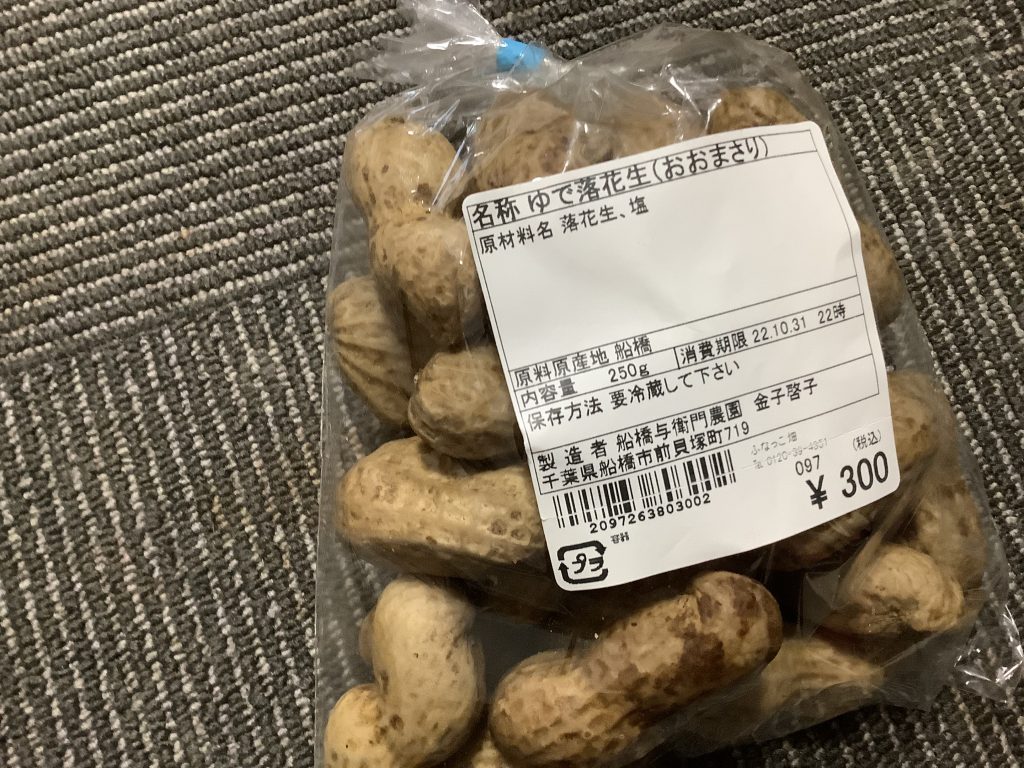 名称 ゆで落花生(おおまさり)
原材料名 落花生、塩
原料原産地 船橋
内容量 250g 消費期限 22.10.31 22時
保存方法 要冷蔵して下さい
製造者 船橋与衛門農園 金子啓子
千葉県船橋市前貝塚町719
ふなっこ畑
097 (税込)
¥300
2097263803002
プラ